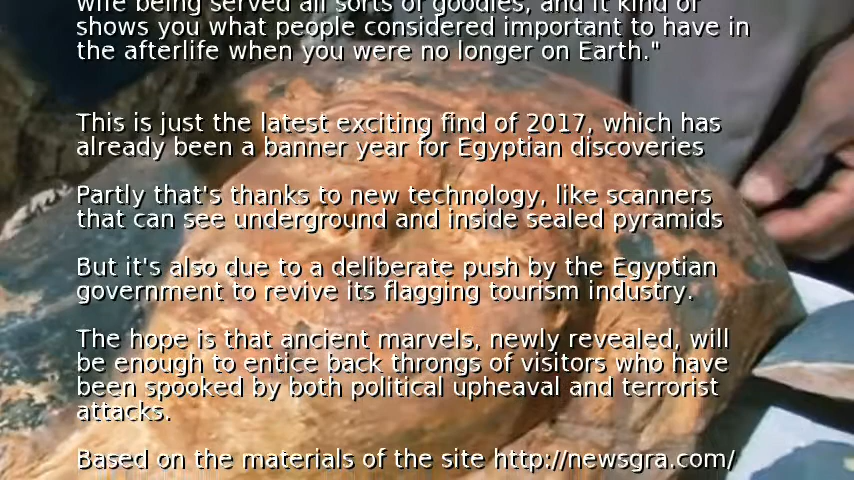 wife being served all sorts of goodies, and it kind of
shows you what people considered important to have in
the afterlife when you were no longer on Earth."
This is just the latest exciting find of 2017, which has
already been a banner year for Egyptian discoveries
Partly that's thanks to new technology, like scanners
that can see underground and inside sealed pyramids
But it's also due to a deliberate push by the Egyptian
government to revive its flagging tourism industry.
The hope is that ancient marvels, newly revealed, will
be enough to entice back throngs of visitors who have
been spooked by both political upheaval and terrorist
attacks.
Based on the materials of the site http://newsgra.com/